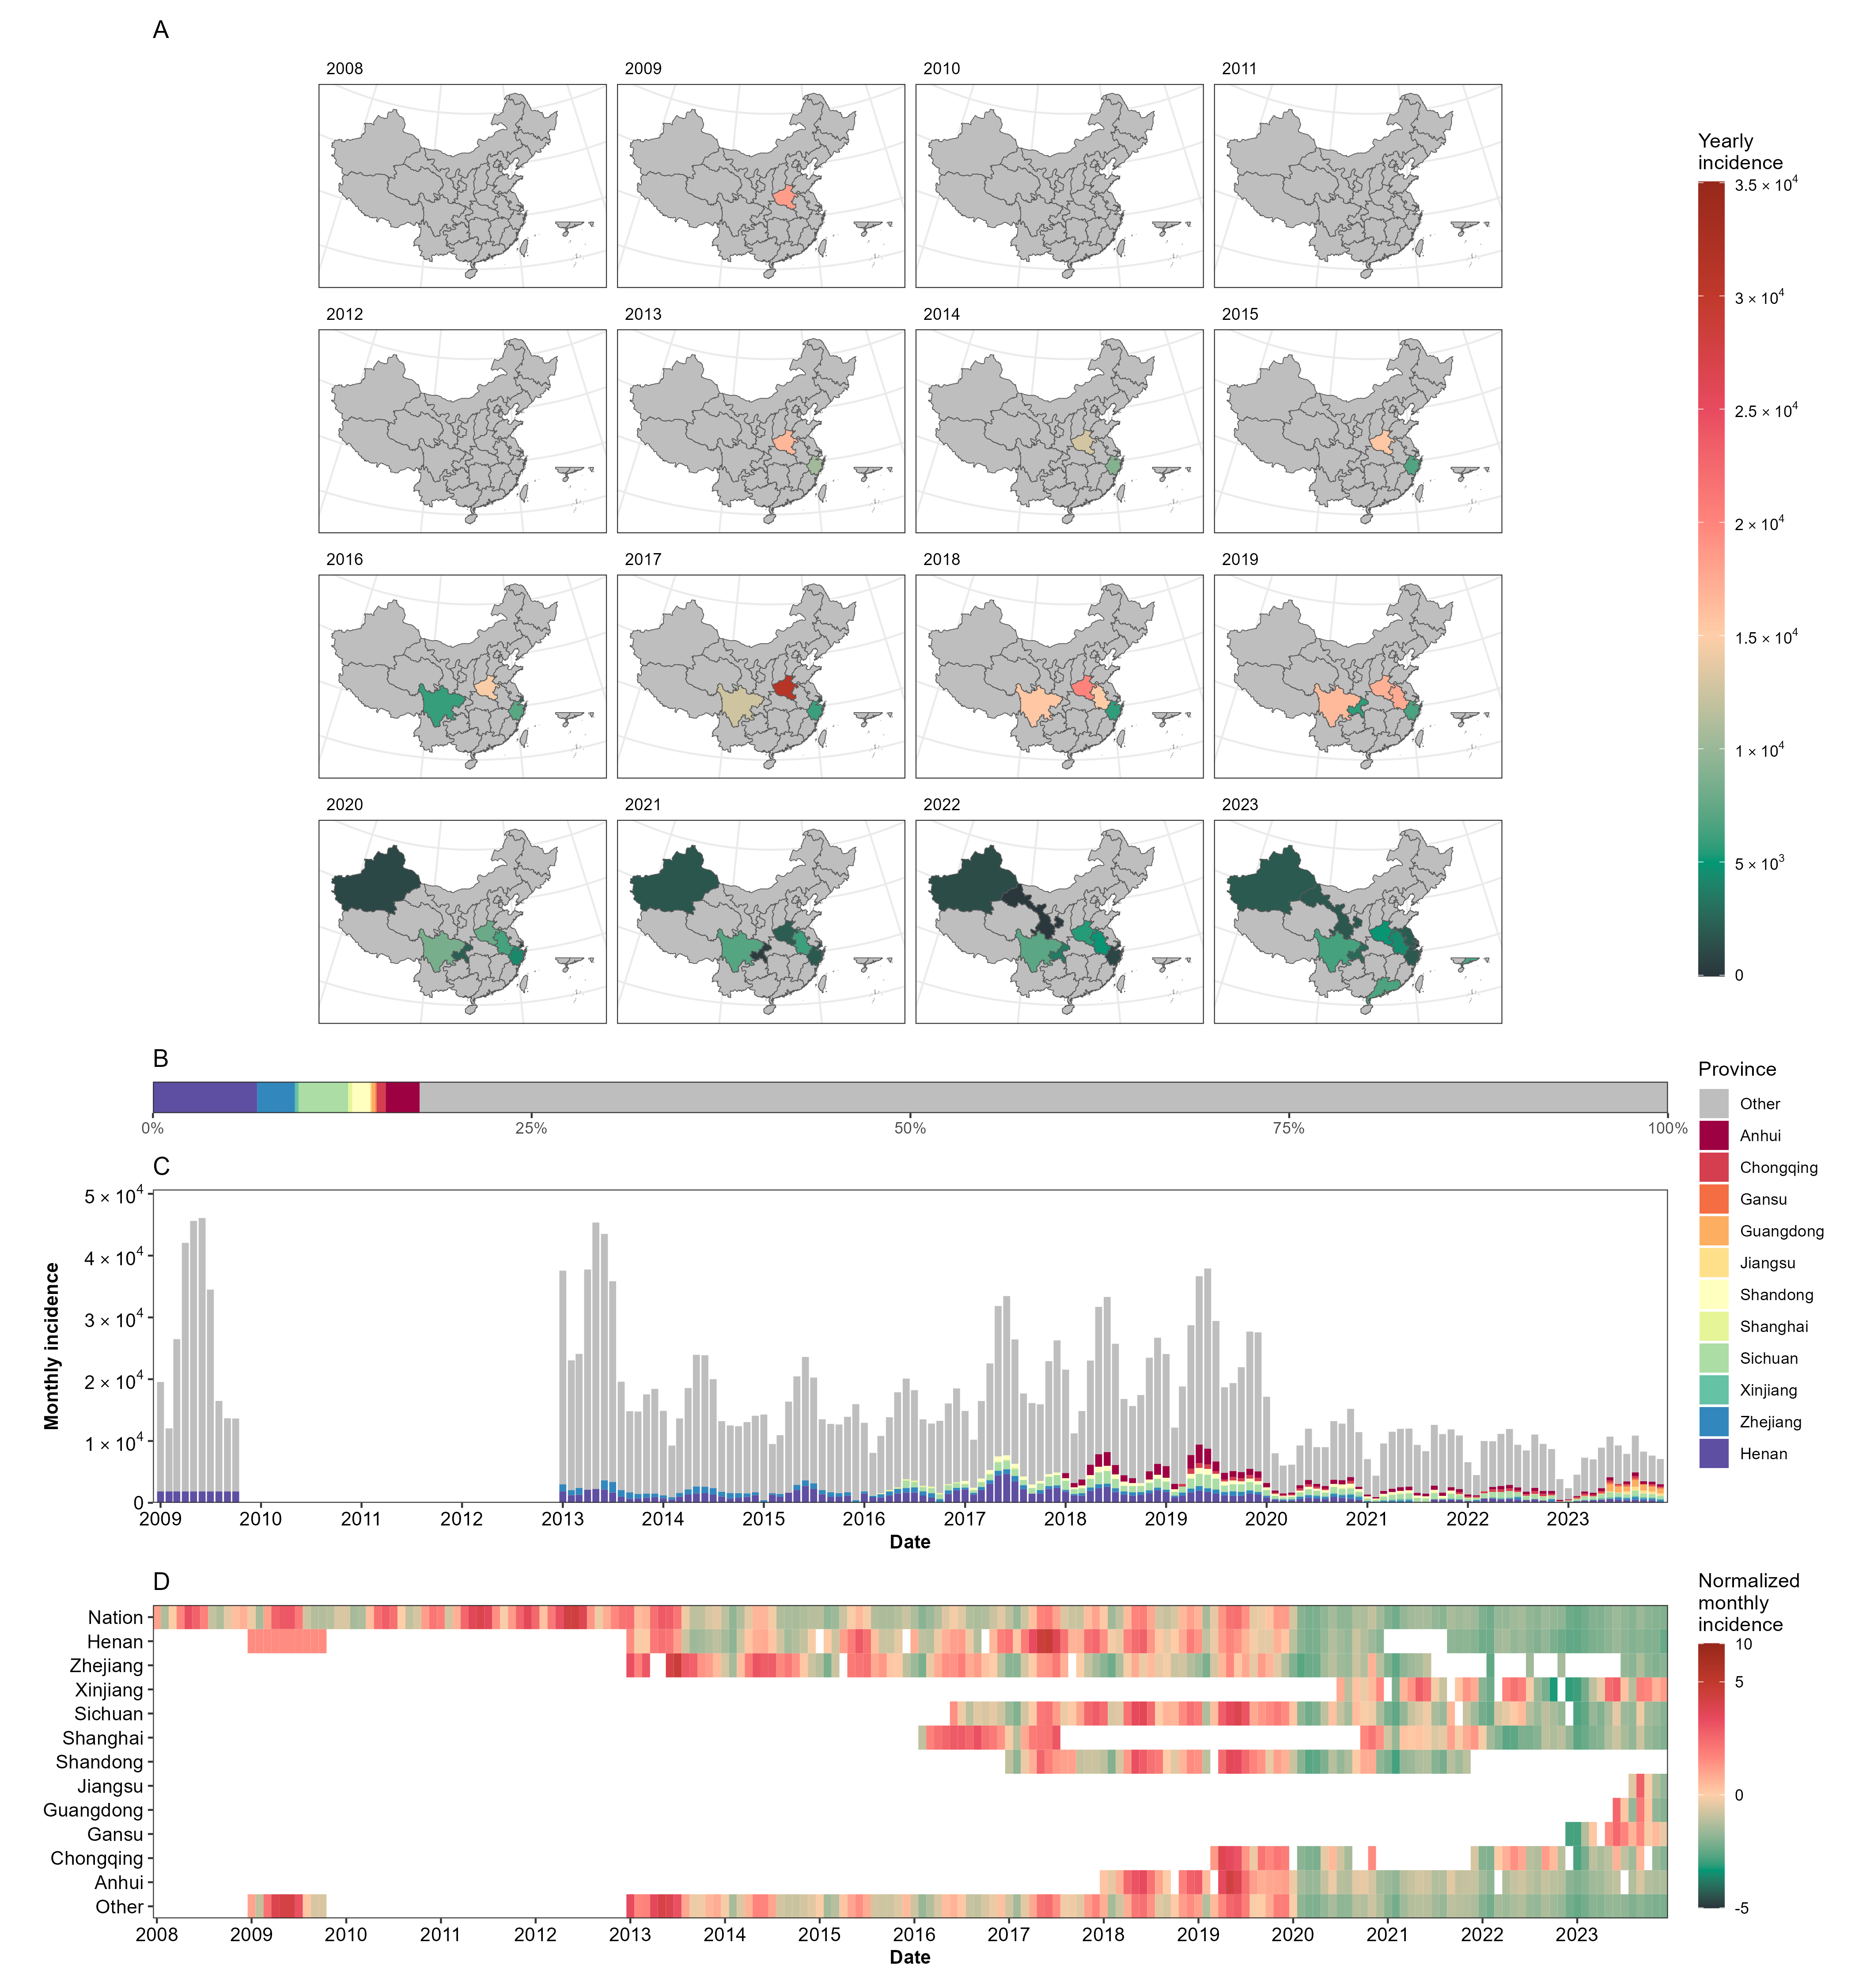 A
2008
2009
2010
2011
2012
2013
2014
2015
2016
2017
2018
2019
2020
2021
2022
2023
Yearly
incidence
3.5 × 10⁴
3 × 10⁴
2.5 × 10⁴
2 × 10⁴
1.5 × 10⁴
1 × 10⁴
5 × 10³
0
B
0%
25%
50%
75%
100%
Province
Other
Anhui
Chongqing
Gansu
Guangdong
Jiangsu
Shandong
Shanghai
Sichuan
Xinjiang
Zhejiang
Henan
C
Monthly incidence
5 × 10⁴
4 × 10⁴
3 × 10⁴
2 × 10⁴
1 × 10⁴
0
2009
2010
2011
2012
2013
2014
2015
2016
2017
2018
2019
2020
2021
2022
2023
Date
D
Nation
Henan
Zhejiang
Xinjiang
Sichuan
Shanghai
Shandong
Jiangsu
Guangdong
Gansu
Chongqing
Anhui
Other
2008
2009
2010
2011
2012
2013
2014
2015
2016
2017
2018
2019
2020
2021
2022
2023
Date
Normalized
monthly
incidence
10
5
0
-5